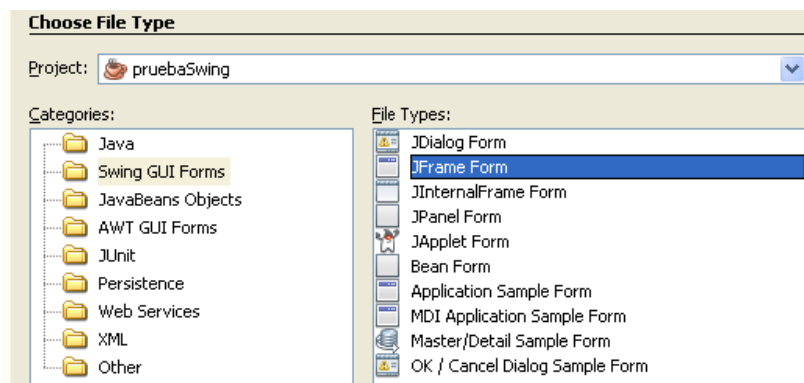 Choose File Type
Project: pruebaSwing
Categories:
Java
Swing GUI Forms
JavaBeans Objects
AWT GUI Forms
JUnit
Persistence
Web Services
XML
Other
File Types:
JDialog Form
JFrame Form
JInternalFrame Form
JPanel Form
JApplet Form
Bean Form
Application Sample Form
MDI Application Sample Form
Master/Detail Sample Form
OK / Cancel Dialog Sample Form